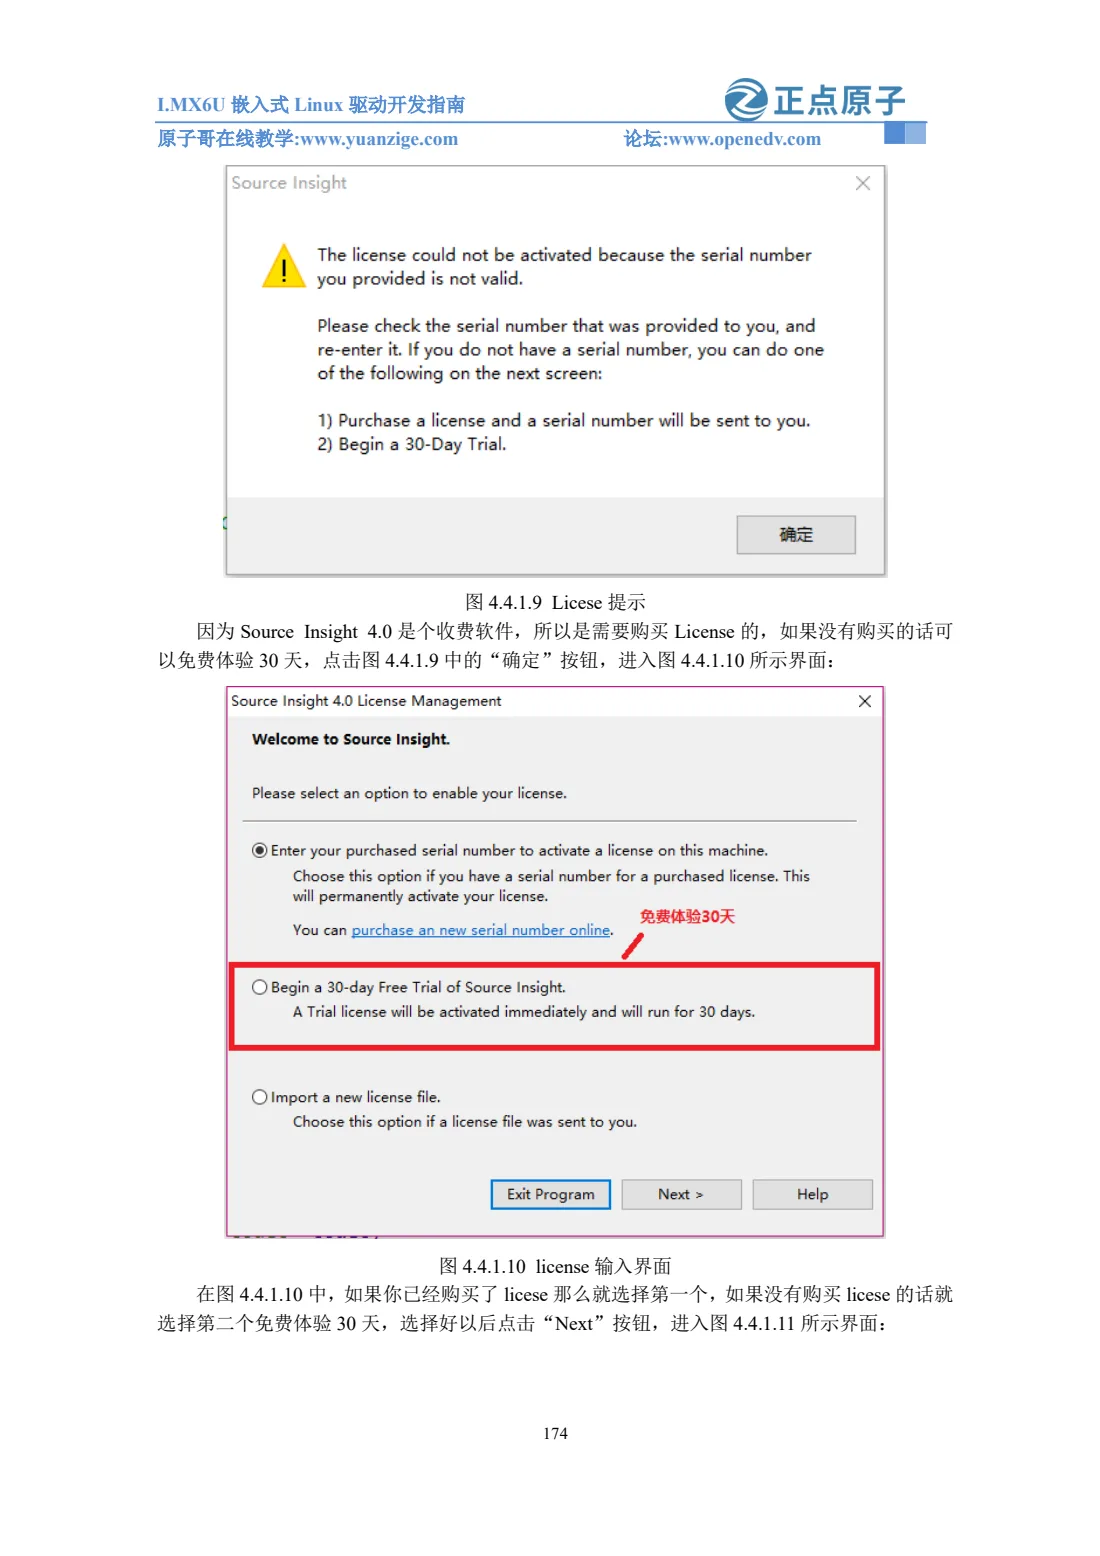 I.MX6U 嵌入式 Linux 驱动开发指南
正点原子
原子哥在线教学:www.yuanzige.com 论坛:www.openedv.com
Source Insight
The license could not be activated because the serial number
you provided is not valid.
Please check the serial number that was provided to you, and
re-enter it. If you do not have a serial number, you can do one
of the following on the next screen:
1) Purchase a license and a serial number will be sent to you.
2) Begin a 30-Day Trial.
确定
图 4.4.1.9 Licese 提示
因为 Source Insight 4.0 是个收费软件，所以是需要购买 License 的，如果没有购买的话可
以免费体验 30 天，点击图 4.4.1.9 中的“确定”按钮，进入图 4.4.1.10 所示界面：
Source Insight 4.0 License Management
Welcome to Source Insight.
Please select an option to enable your license.
Enter your purchased serial number to activate a license on this machine.
Choose this option if you have a serial number for a purchased license. This
will permanently activate your license.
免费体验30天
You can purchase an new serial number online.
Begin a 30-day Free Trial of Source Insight.
A Trial license will be activated immediately and will run for 30 days.
Import a new license file.
Choose this option if a license file was sent to you.
Exit Program Next > Help
图 4.4.1.10 license 输入界面
在图 4.4.1.10 中，如果你已经购买了 licese 那么就选择第一个，如果没有购买 licese 的话就
选择第二个免费体验 30 天，选择好以后点击“Next”按钮，进入图 4.4.1.11 所示界面：
174